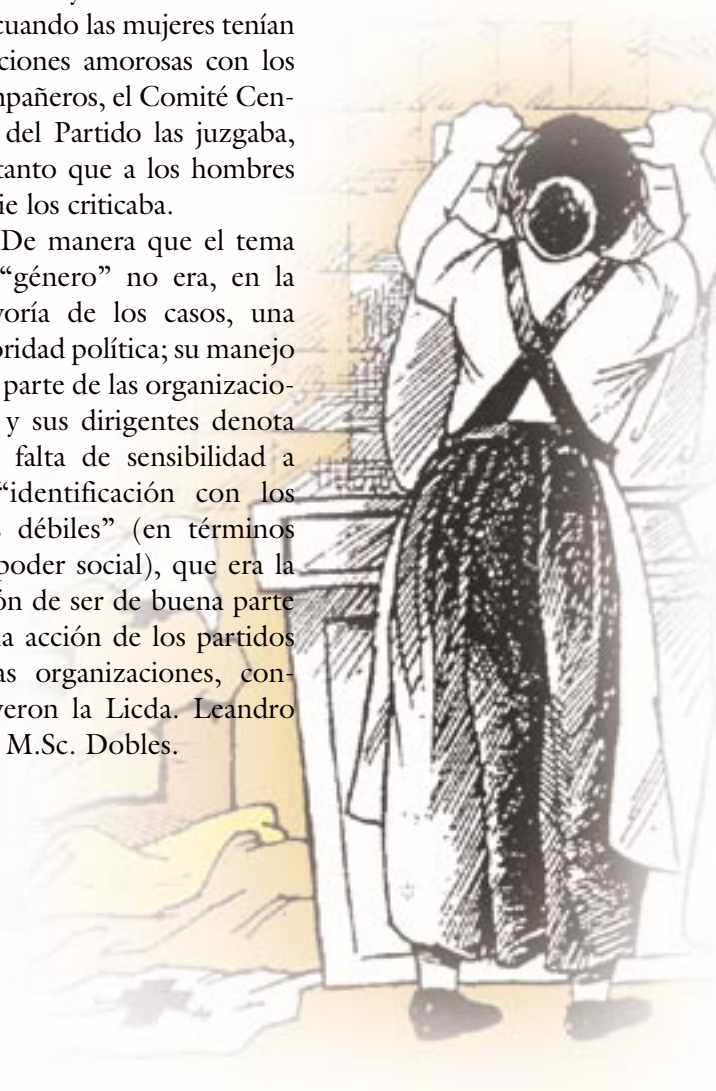 cuando las mujeres tenían
ciones amorosas con los
mpañeros, el Comité Cen-
del Partido las juzgaba,
tanto que a los hombres
ie los criticaba.
De manera que el tema
“género” no era, en la
yoría de los casos, una
oridad política; su manejo
parte de las organizacio-
y sus dirigentes denota
falta de sensibilidad a
“identificación con los
débiles” (en términos
poder social), que era la
ón de ser de buena parte
la acción de los partidos
as organizaciones, con-
yeron la Licda. Leandro
M.Sc. Dobles.